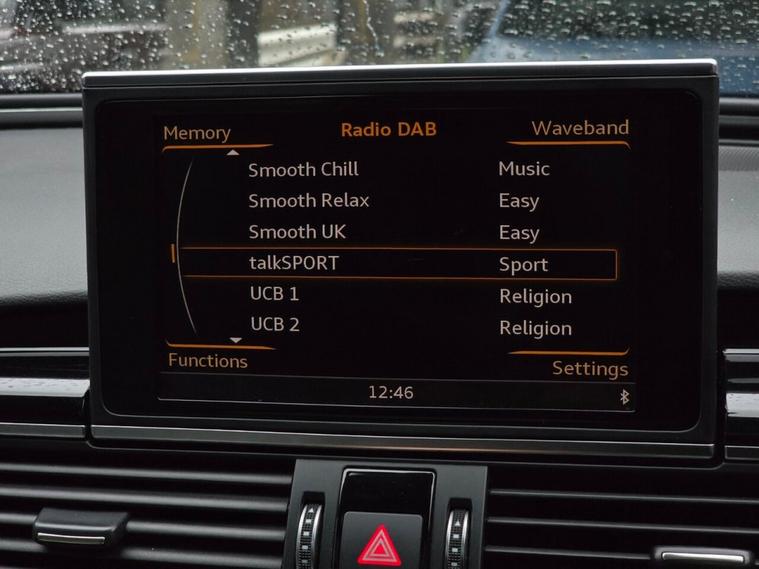 Memory Radio DAB Waveband
Smooth Chill Music
Smooth Relax Easy
Smooth UK Easy
talkSPORT Sport
UCB 1 Religion
UCB 2 Religion
Functions Settings
12:46